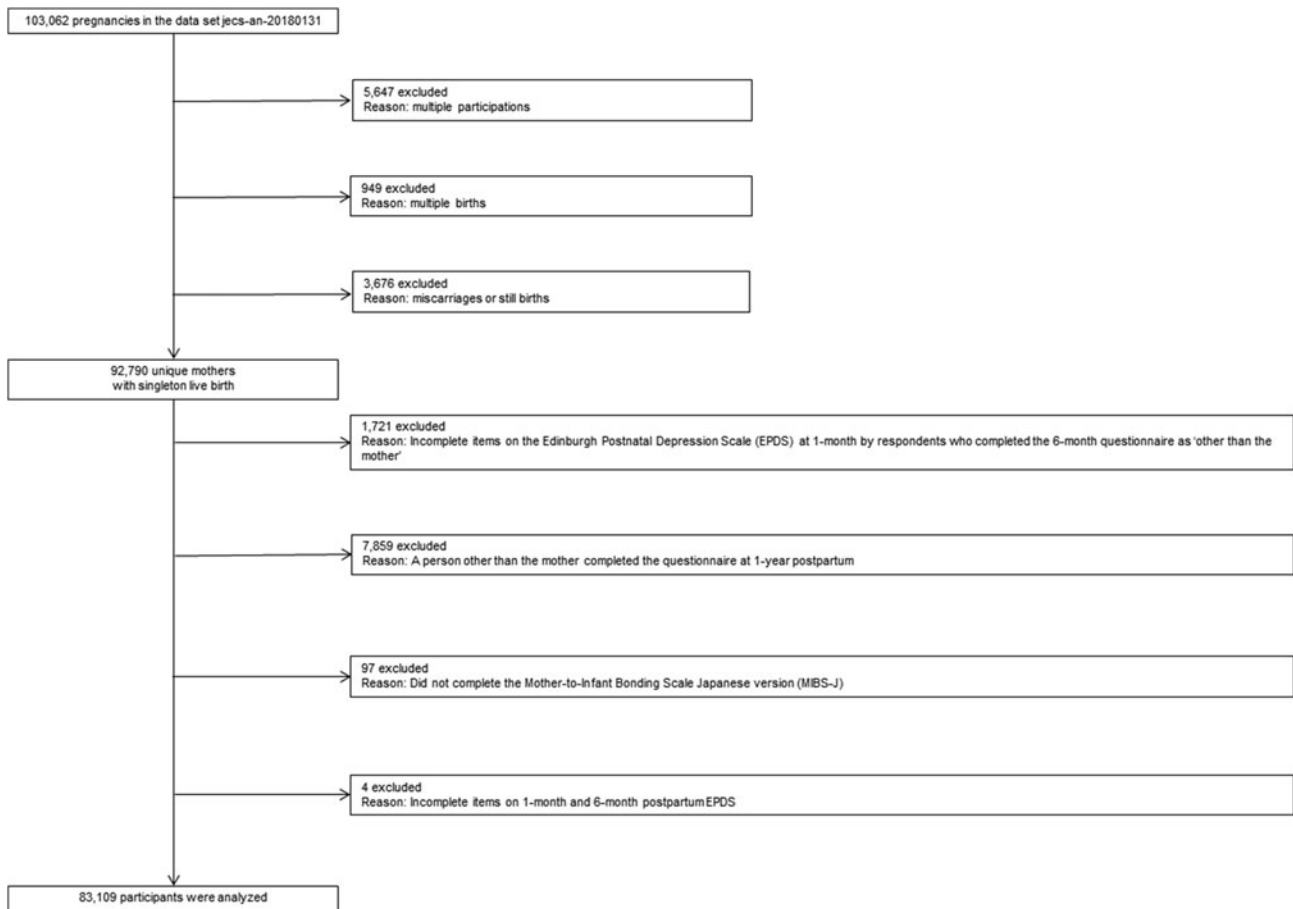 103,062 pregnancies in the data set jecs-an-20180131
5,647 excluded
Reason: multiple participations
949 excluded
Reason: multiple births
3,676 excluded
Reason: miscarriages or still births
92,790 unique mothers
with singleton live birth
1,721 excluded
Reason: Incomplete items on the Edinburgh Postnatal Depression Scale (EPDS) at 1-month by respondents who completed the 6-month questionnaire as 'other than the
mother'
7,859 excluded
Reason: A person other than the mother completed the questionnaire at 1-year postpartum
97 excluded
Reason: Did not complete the Mother-to-Infant Bonding Scale Japanese version (MIBS-J)
4 excluded
Reason: Incomplete items on 1-month and 6-month postpartum EPDS
83,109 participants were analyzed